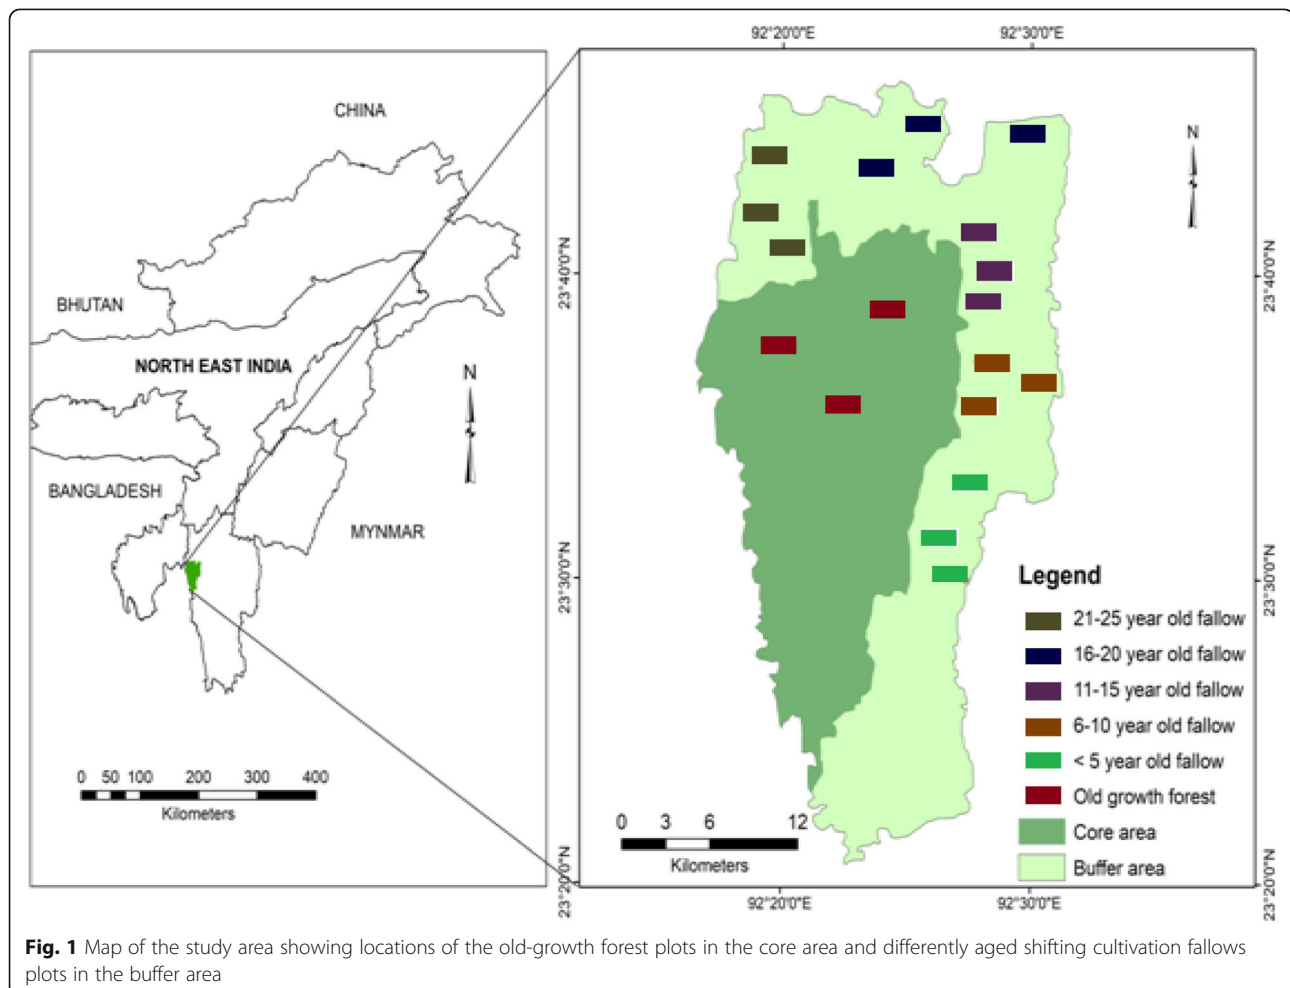 CHINA
BHUTAN
NORTH EAST INDIA
N
BANGLADESH
MYNMAR
0 50 100 200 300 400
Kilometers
92°20'0"E 92°30'0"E
N
23°40'0"N 23°40'0"N
23°30'0"N 23°30'0"N
23°20'0"N 23°20'0"N
Legend
21-25 year old fallow
16-20 year old fallow
11-15 year old fallow
6-10 year old fallow
< 5 year old fallow
Old growth forest
Core area
Buffer area
0 3 6 12
Kilometers
92°20'0"E 92°30'0"E
Fig. 1 Map of the study area showing locations of the old-growth forest plots in the core area and differently aged shifting cultivation fallows
plots in the buffer area